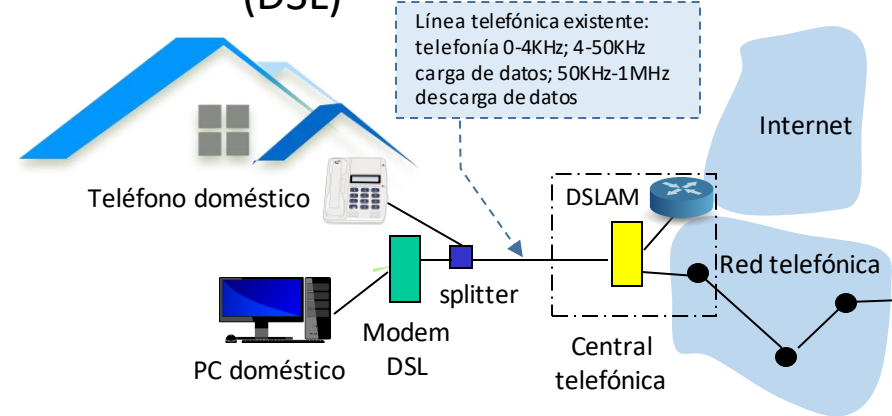 (DSL)
Línea telefónica existente:
telefonía 0-4KHz; 4-50KHz
carga de datos; 50KHz-1MHz
descarga de datos
Internet
Teléfono doméstico
DSLAM
Red telefónica
splitter
Modem
DSL
PC doméstico
Central
telefónica